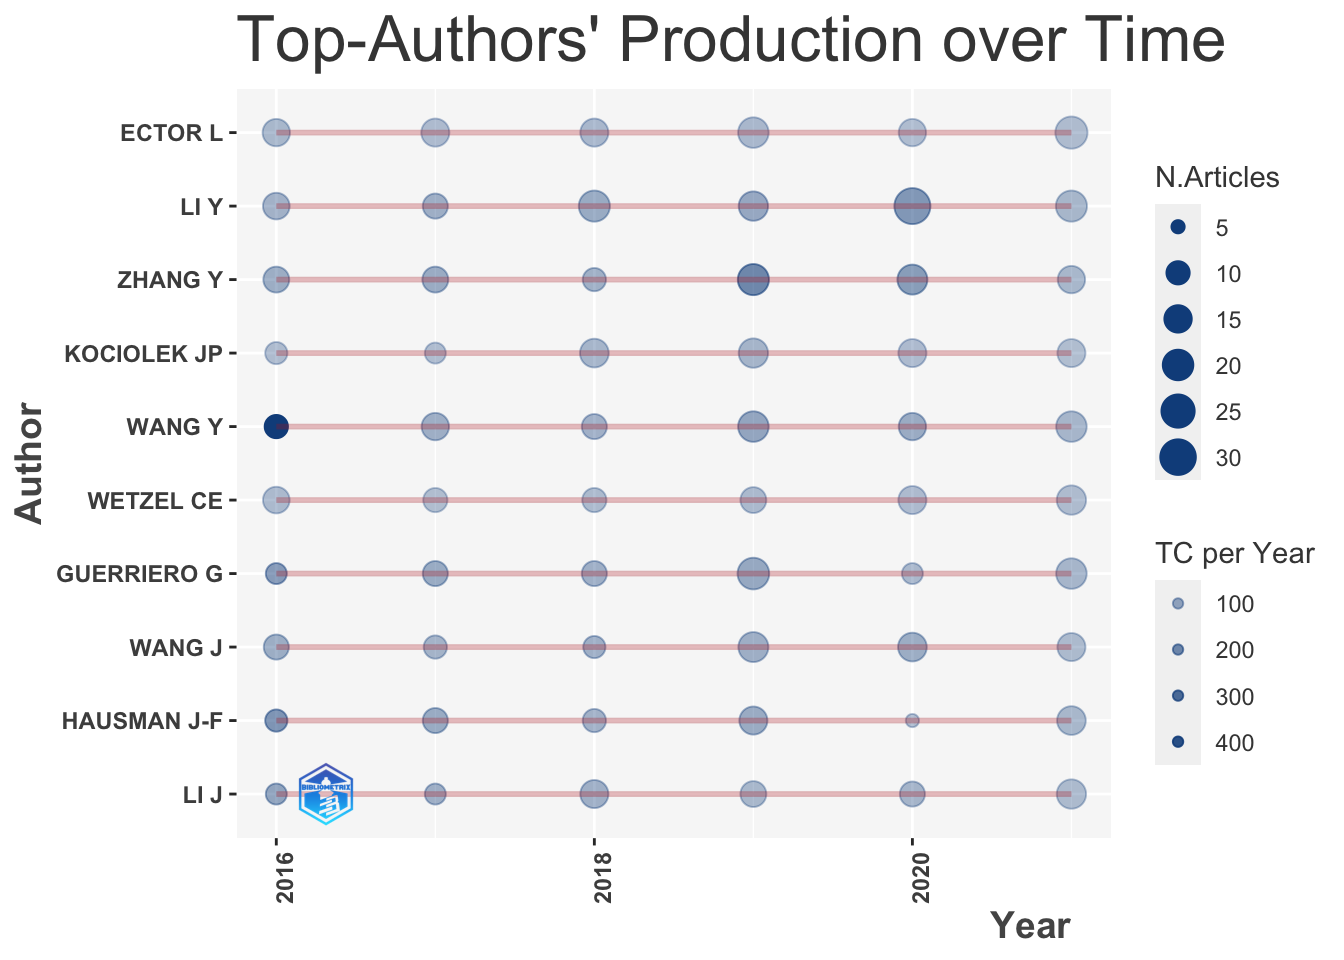 Top-Authors' Production over Time
Author
ECTOR L
LI Y
ZHANG Y
KOCIOLEK JP
WANG Y
WETZEL CE
GUERRIERO G
WANG J
HAUSMAN J-F
LI J
BIBLIOMETRIX
2016
2018
2020
Year
N.Articles
5
10
15
20
25
30
TC per Year
100
200
300
400